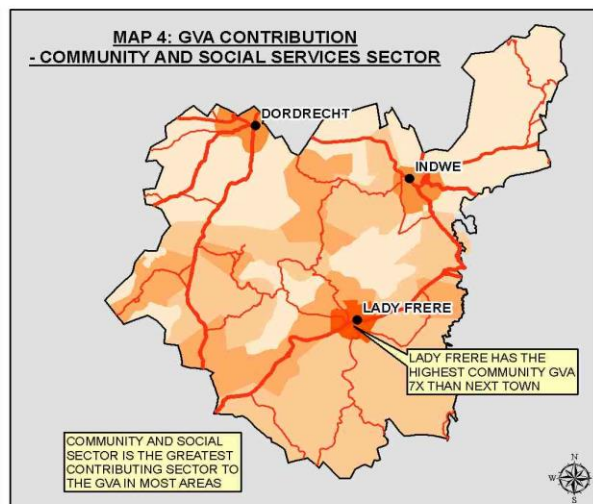 MAP 4: GVA CONTRIBUTION
- COMMUNITY AND SOCIAL SERVICES SECTOR
DORDRECHT
INDWE
LADY FRERE
LADY FRERE HAS THE
HIGHEST COMMUNITY GVA
7X THAN NEXT TOWN
COMMUNITY AND SOCIAL
SECTOR IS THE GREATEST
CONTRIBUTING SECTOR TO
THE GVA IN MOST AREAS
N
W E
S